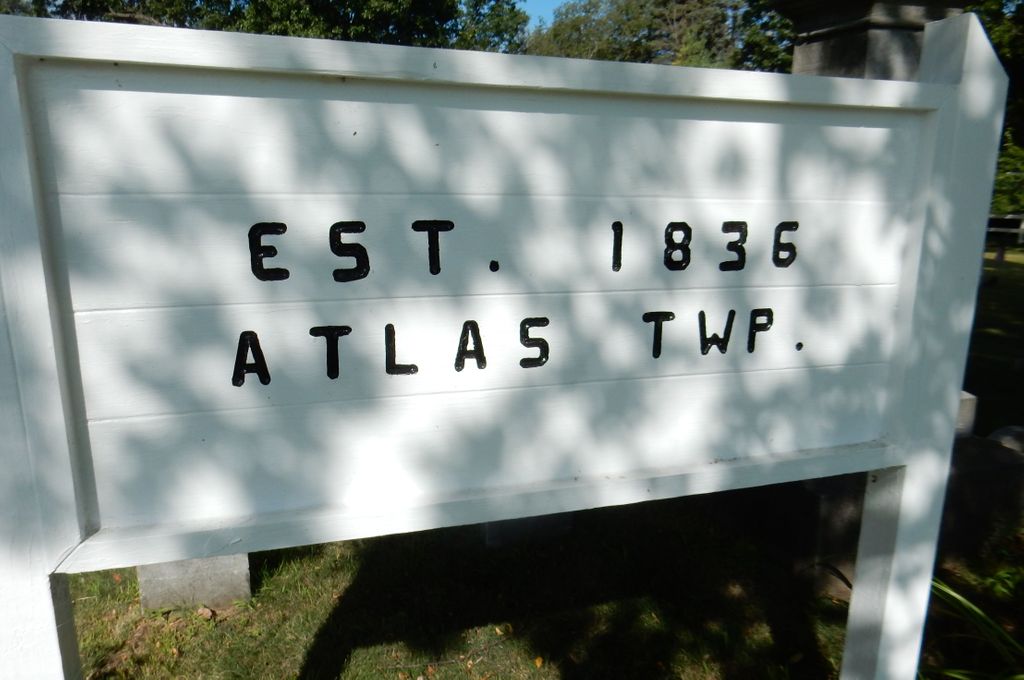 EST. 1836
ATLAS TWP.